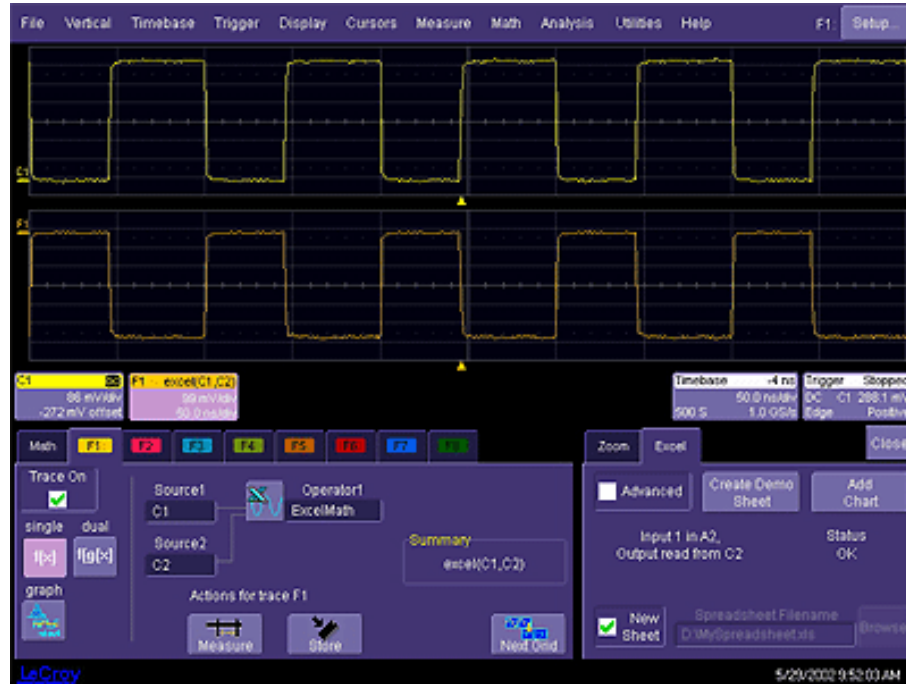 File Vertical Timebase Trigger Display Cursors Measure Math Analysis Utilities Help F1: Setup...
C1
F1
C1 DC
86 mV/div
-272 mV offset
F1 excel(C1,C2)
99 mV/div
50.0 ns/div
Timebase -4 ns
50.0 ns/div
500 S 1.0 GS/s
Trigger Stopped
DC C1 288.1 mV
Edge Positive
Math F1 F2 F3 F4 F5 F6 F7 F8
Zoom Excel Close
Trace On
single dual
f(x) f(g(x))
graph
Source1
C1
Source2
C2
Operator1
ExcelMath
Summary
excel(C1,C2)
Actions for trace F1
Measure Store Next Grid
Advanced
Create Demo Sheet
Add Chart
Input 1 in A2,
Output read from C2
Status
OK
New Sheet
Spreadsheet Filename
D:\MySpreadsheet.xls
Browse
LeCroy 5/29/2002 9:52:03 AM